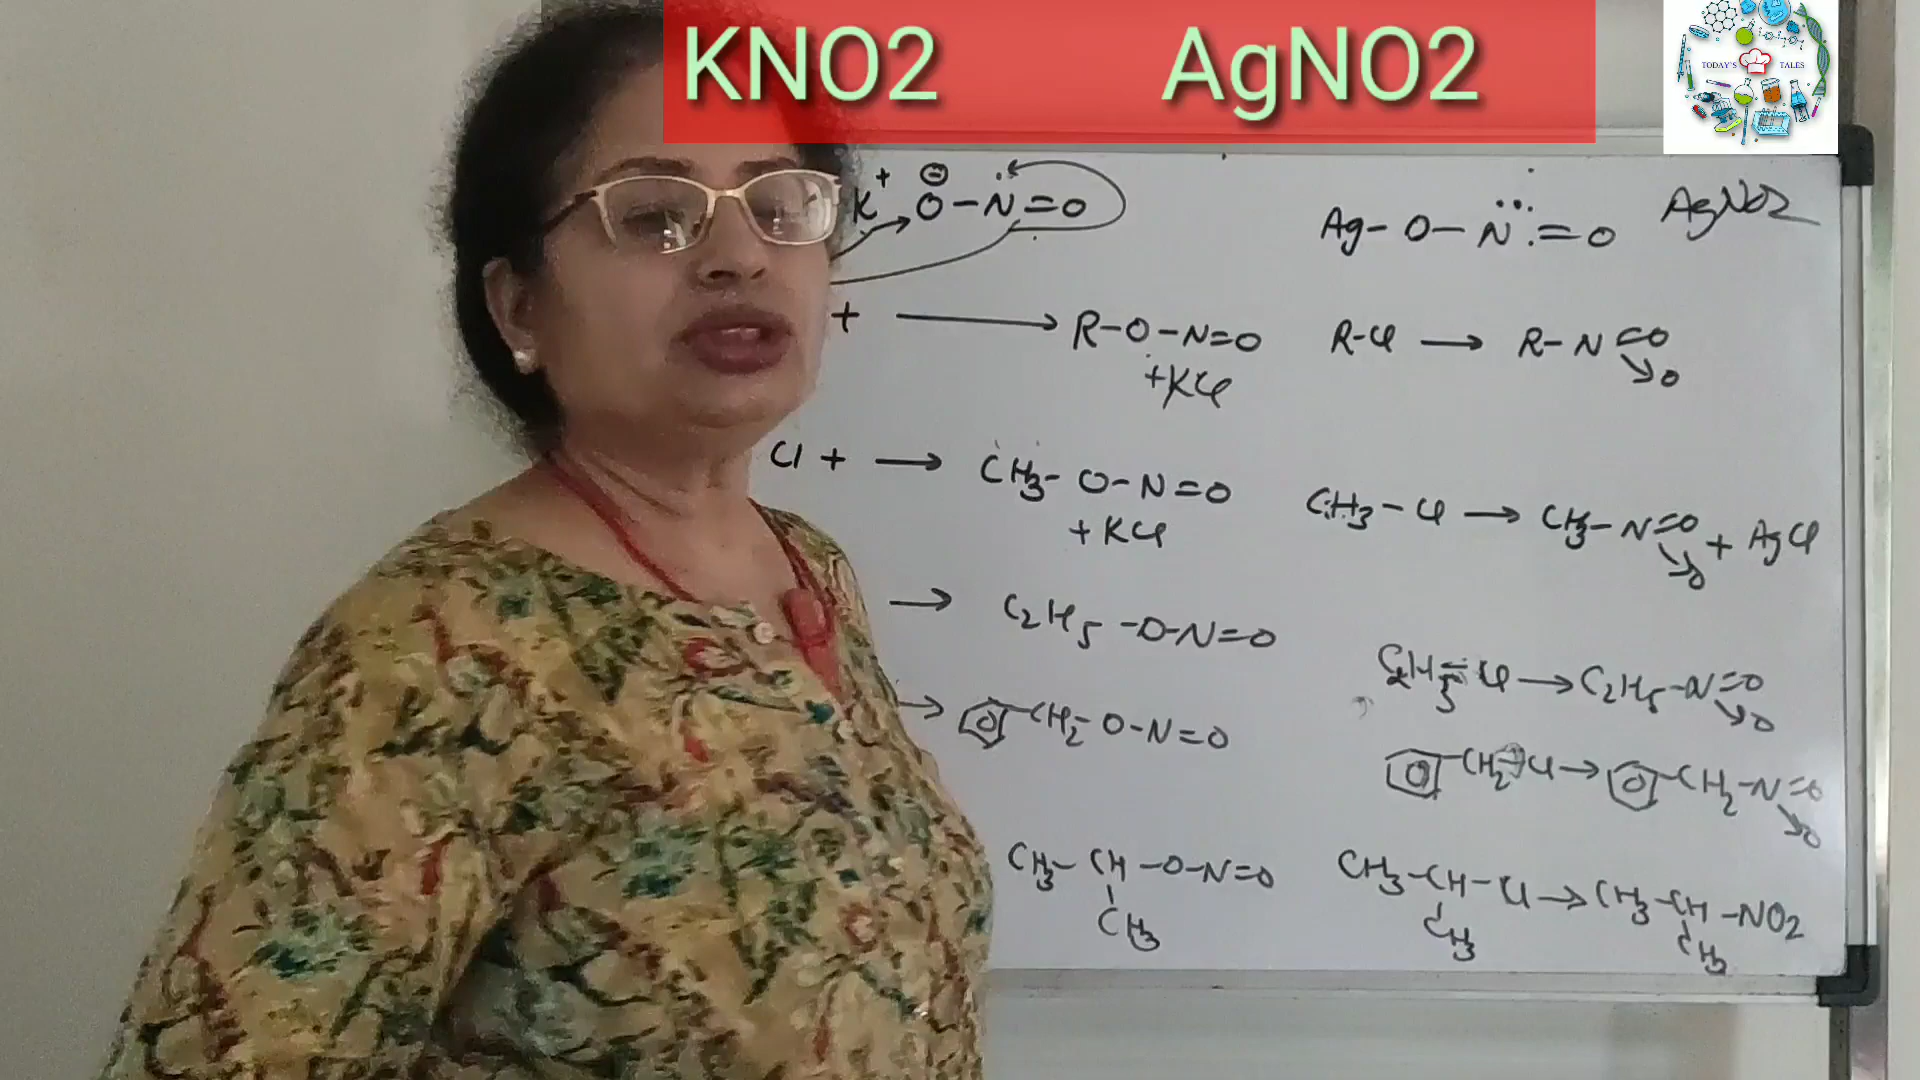 KNO2 AgNO2
TODAY'S TALES
K+ O⊖-N̈=O
Ag-O-N=O AgNO2
+ ⟶ R-O-N=O
+KCl
R-Cl ⟶ R-N=O
↘O
Cl + ⟶ CH3-O-N=O
+KCl
CH3-Cl ⟶ CH3-N=O + AgCl
↘O
⟶ C2H5-O-N=O
C2H5-Cl ⟶ C2H5-N=O
↘O
⟶ CH2-O-N=O
CH2-Cl ⟶ CH2-N=O
↘O
CH3-CH-O-N=O
CH3
CH3-CH-Cl ⟶ CH3-CH-NO2
CH3 CH3